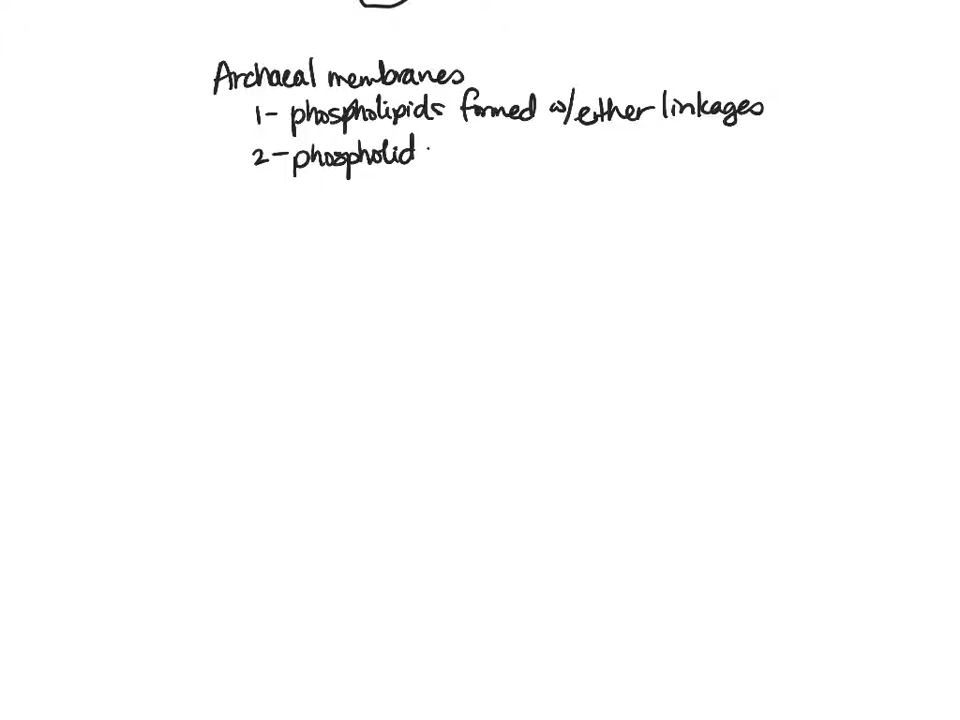 Archaeal membranes
1- phospholipids formed w/ether linkages
2-phospholid